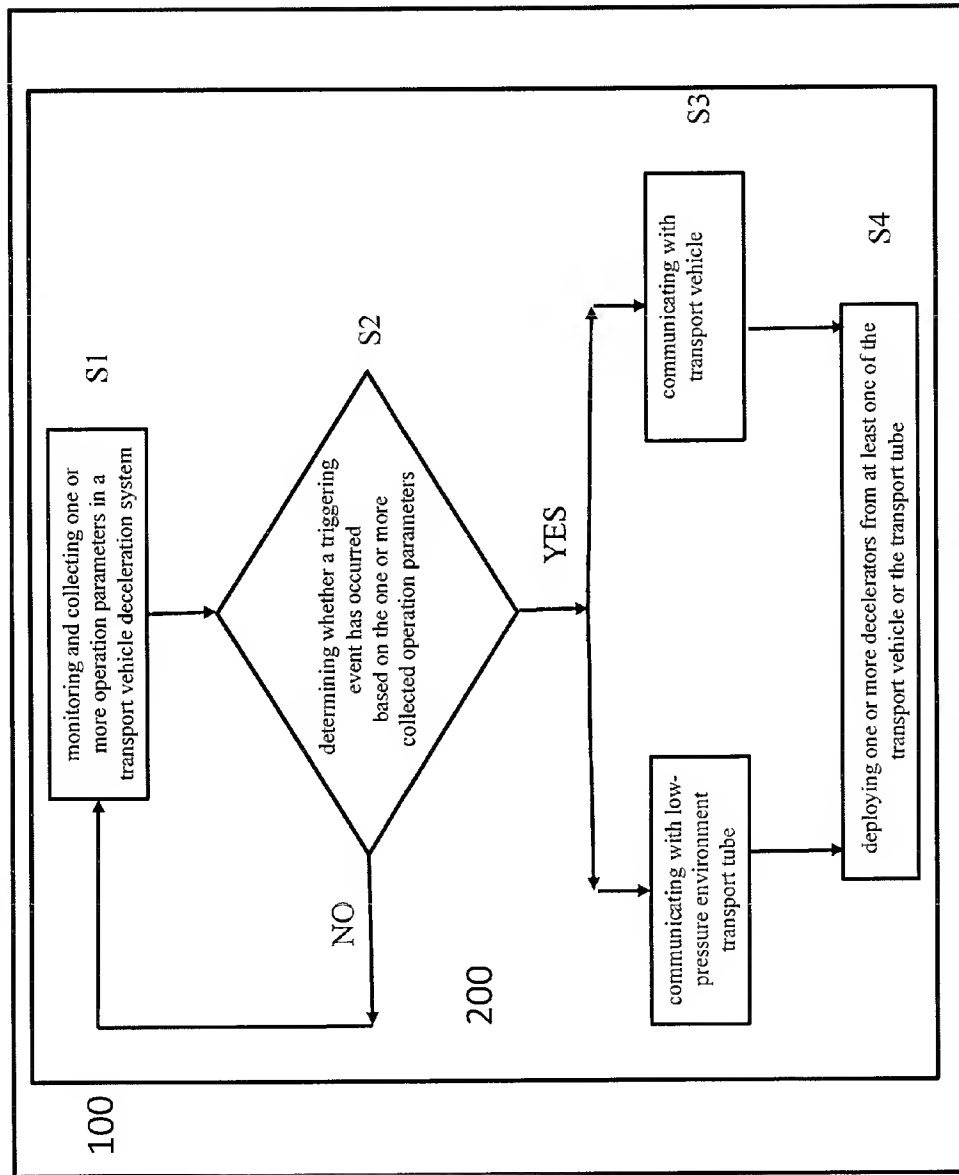 100
monitoring and collecting one or
more operation parameters in a
transport vehicle deceleration system
S1
determining whether a triggering
event has occurred
based on the one or more
collected operation parameters
S2
NO
200
YES
communicating with low-
pressure environment
transport tube
communicating with
transport vehicle
S3
deploying one or more decelerators from at least one of the
transport vehicle or the transport tube
S4